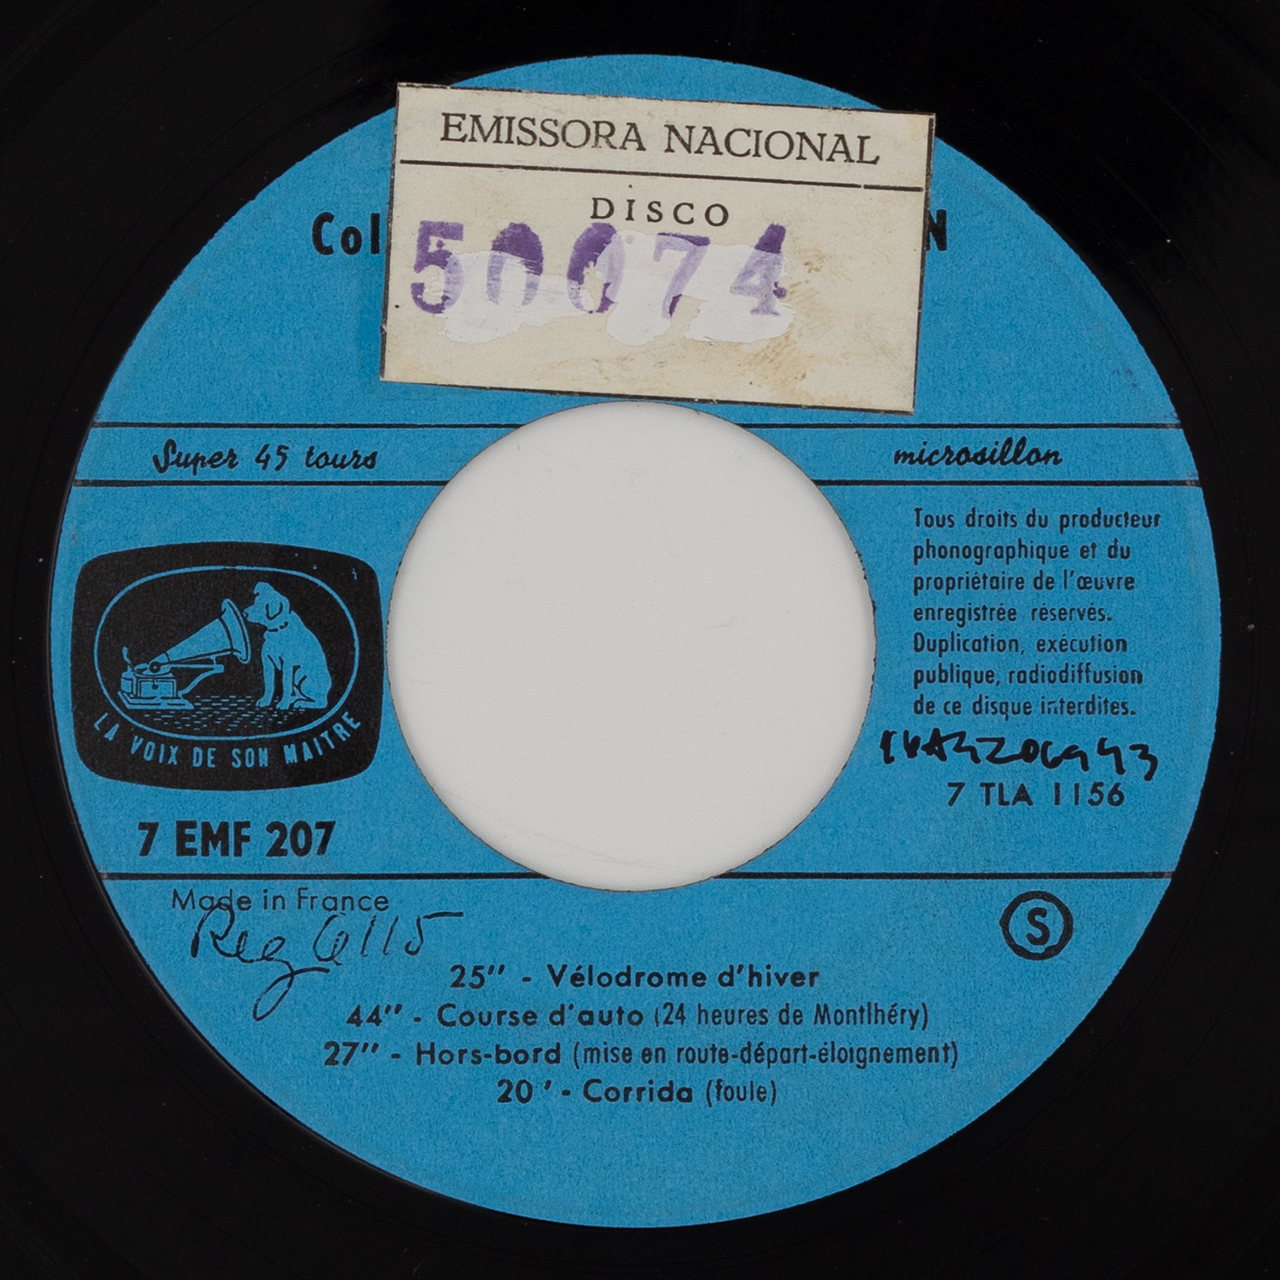 EMISSORA NACIONAL
DISCO
50074
Col
N
Super 45 tours
microsillon
Tous droits du producteur
phonographique et du
propriétaire de l'œuvre
enregistrée réservés.
Duplication, exécution
publique, radiodiffusion
de ce disque interdites.
7 TLA 1156
LA VOIX DE SON MAITRE
7 EMF 207
Made in France
Reg 6115
S
25" - Vélodrome d'hiver
44" - Course d'auto (24 heures de Montlhéry)
27" - Hors-bord (mise en route-départ-éloignement)
20 ' - Corrida (foule)